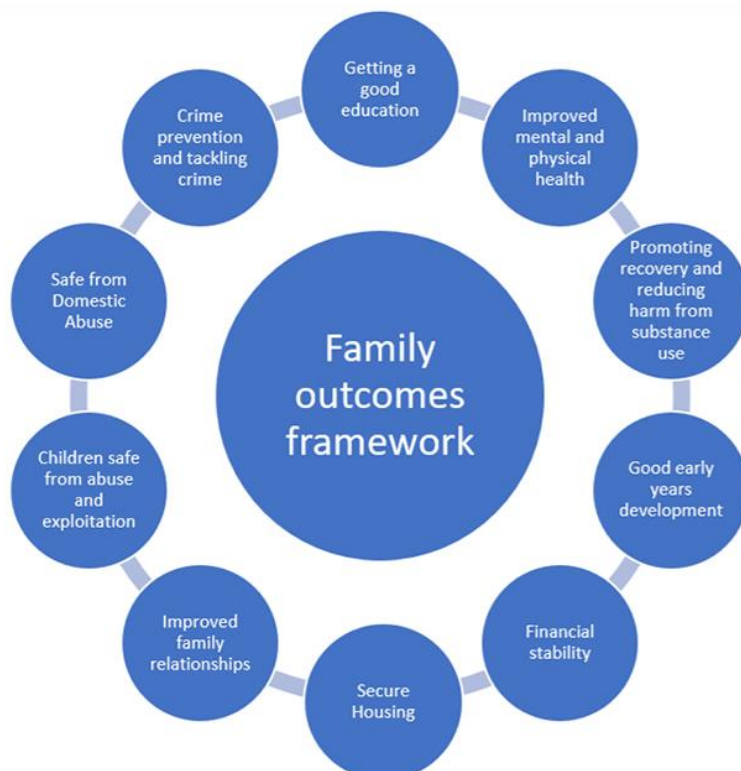 Getting a
good
education
Improved
mental and
physical
health
Promoting
recovery and
reducing
harm from
substance
use
Good early
years
development
Financial
stability
Secure
Housing
Improved
family
relationships
Children safe
from abuse
and
exploitation
Safe from
Domestic
Abuse
Crime
prevention
and tackling
crime
Family
outcomes
framework